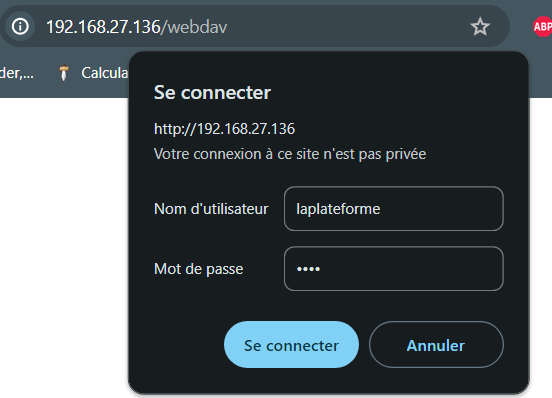 192.168.27.136/webdav
ABP
der,...
Calcula
Se connecter
http://192.168.27.136
Votre connexion à ce site n'est pas privée
Nom d'utilisateur
laplateforme
Mot de passe
••••
Se connecter
Annuler